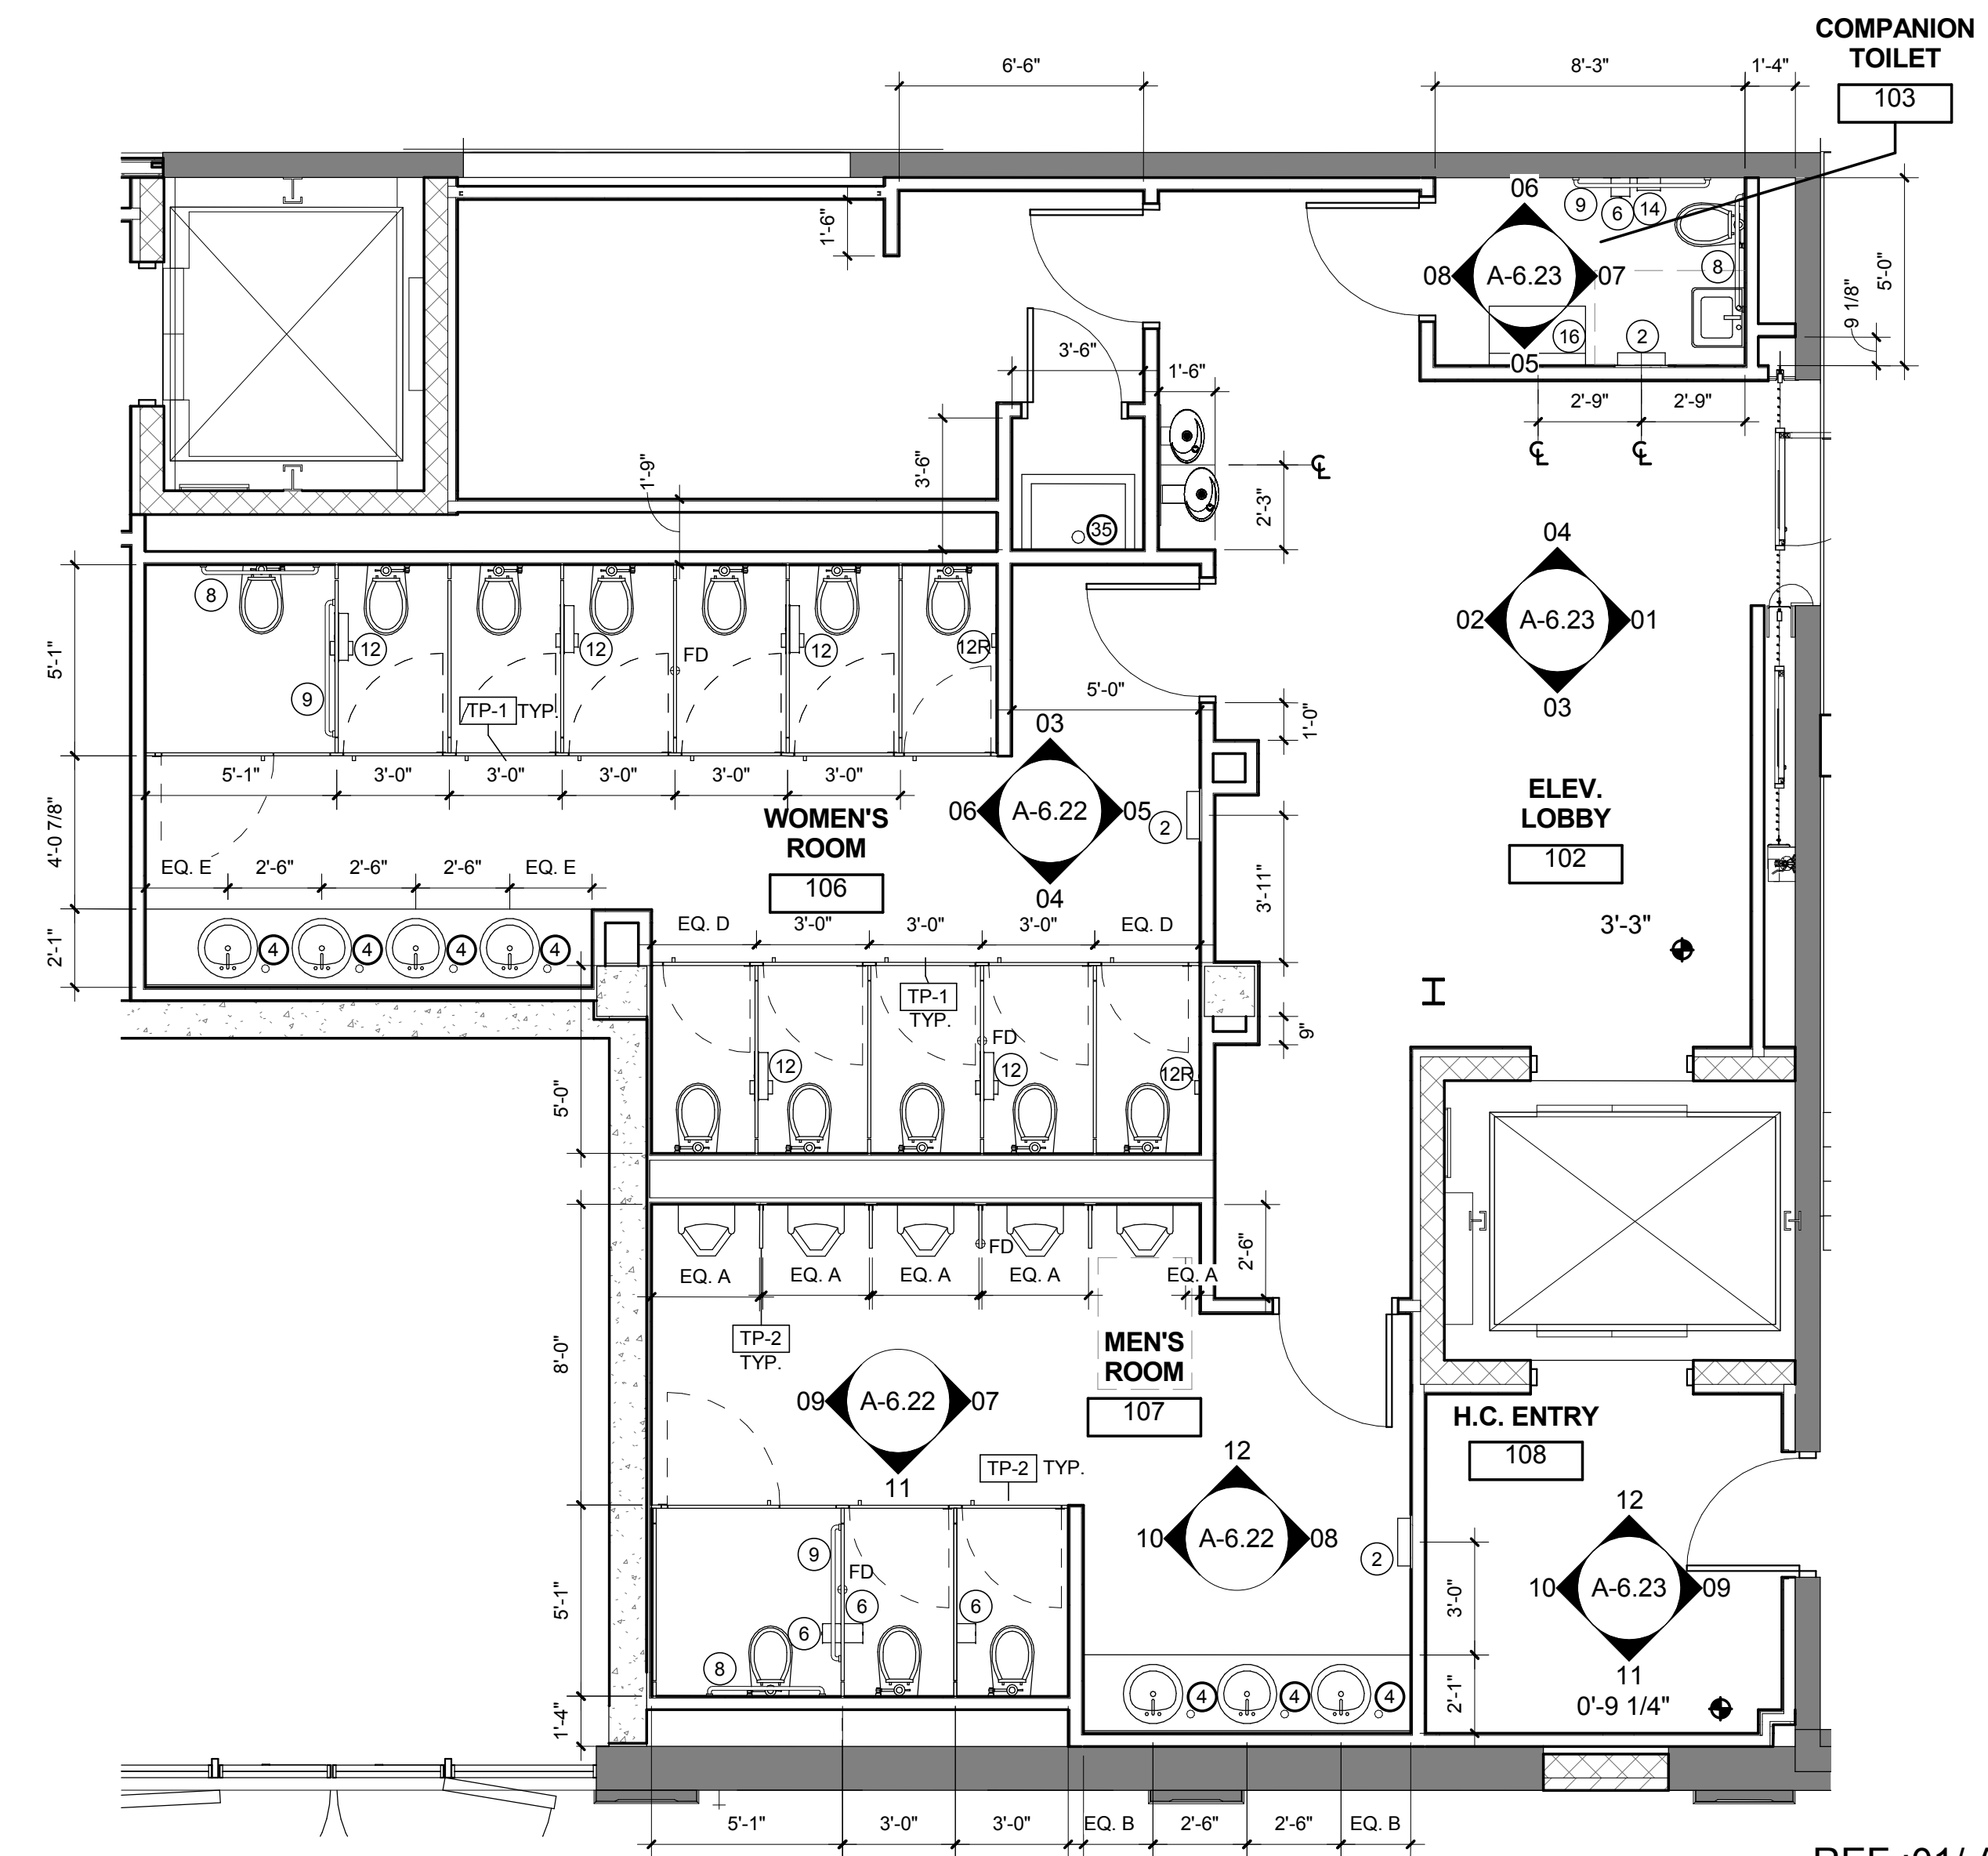 COMPANION
TOILET
103
6'-6"
8'-3"
1'-4"
06
9
6
14
08
A-6.23
07
8
16
2
05
1'-6"
5'-0"
9 1/8"
3'-6"
1'-6"
2'-9"
2'-9"
CL
CL
CL
1'-9"
3'-6"
2'-3"
35
04
02
A-6.23
01
03
8
12
12
12
12R
FD
9
TP-1 TYP.
5'-1"
5'-0"
1'-0"
5'-1"
3'-0"
3'-0"
3'-0"
3'-0"
3'-0"
03
06
A-6.22
05
04
2
WOMEN'S
ROOM
106
ELEV.
LOBBY
102
3'-3"
4'-0 7/8"
EQ. E
2'-6"
2'-6"
2'-6"
EQ. E
3'-11"
EQ. D
3'-0"
3'-0"
3'-0"
EQ. D
2'-1"
4
4
4
4
TP-1
TYP.
FD
9"
12
12
12R
5'-0"
FD
EQ. A
EQ. A
EQ. A
EQ. A
EQ. A
2'-6"
TP-2
TYP.
8'-0"
MEN'S
ROOM
107
09
A-6.22
07
11
H.C. ENTRY
108
TP-2 TYP.
12
10
A-6.22
08
2
12
10
A-6.23
09
11
9
FD
6
6
6
8
5'-1"
3'-0"
4
4
4
2'-1"
0'-9 1/4"
1'-4"
5'-1"
3'-0"
3'-0"
EQ. B
2'-6"
2'-6"
EQ. B